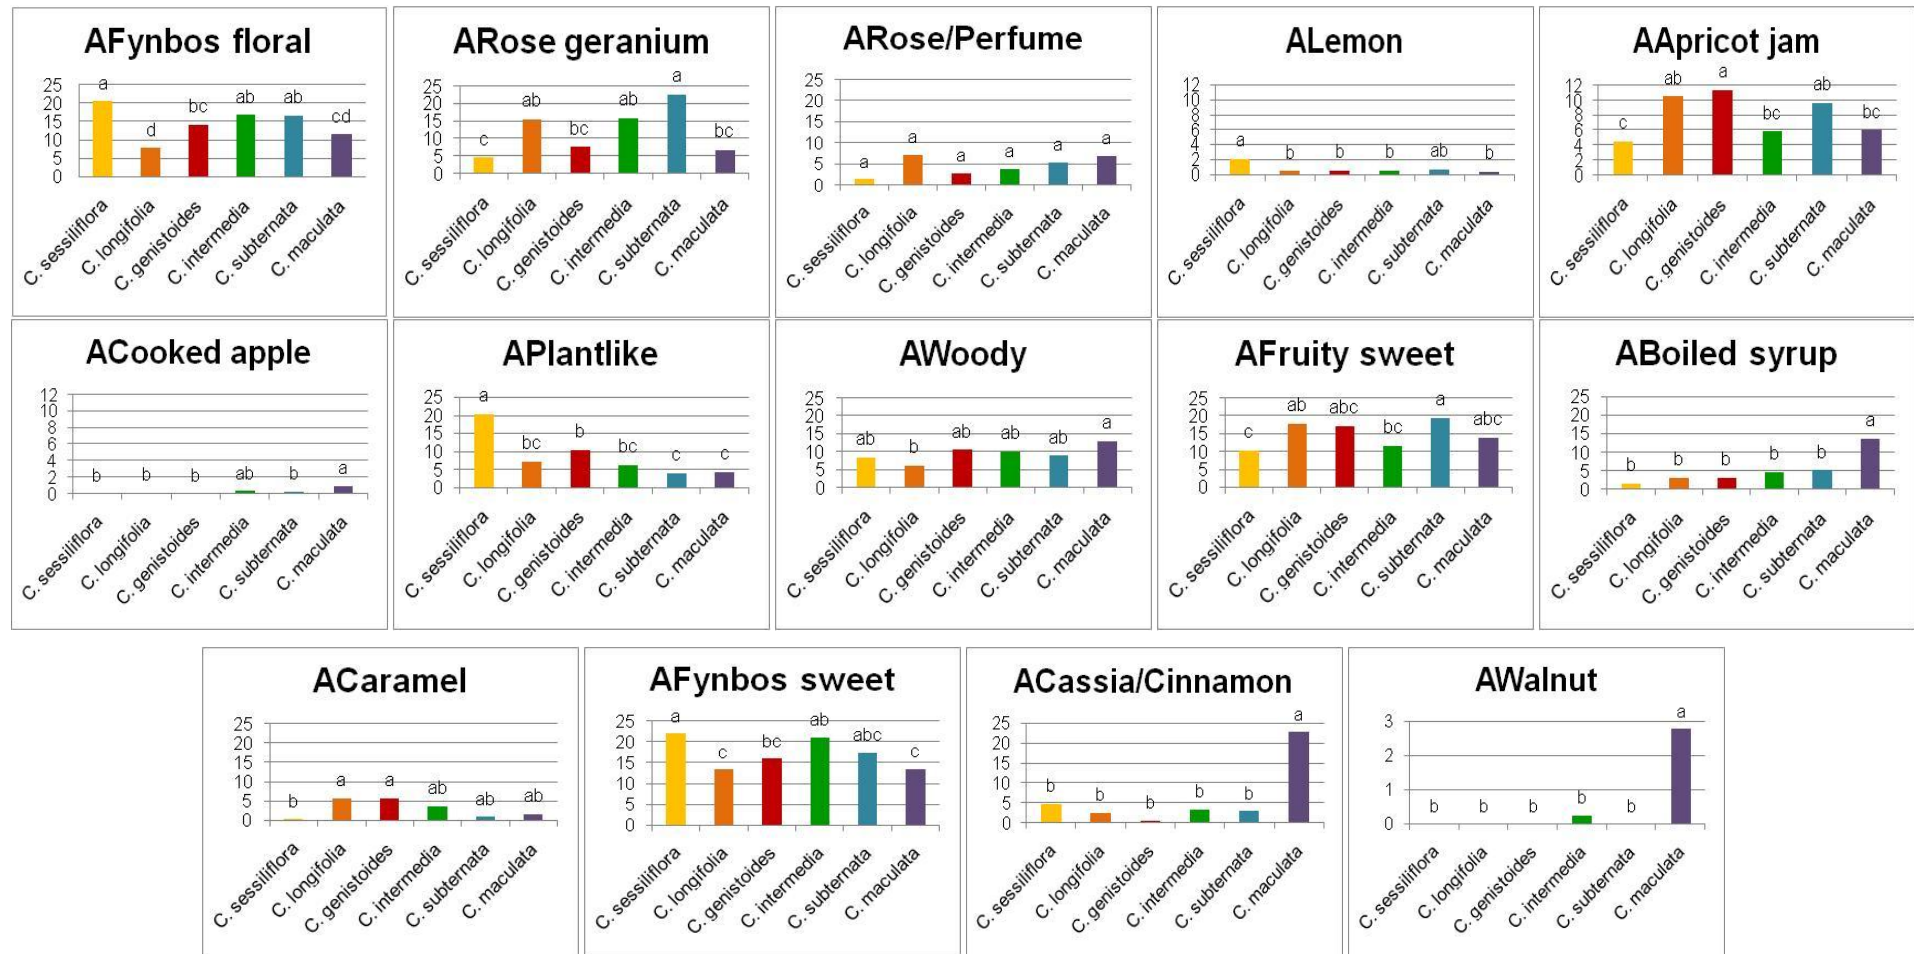 AFynbos floral
25
20
15
10
5
0
a d bc ab ab cd
C. sessiliflora
C. longifolia
C. genistoides
C. intermedia
C. subternata
C. maculata
ARose geranium
25
20
15
10
5
0
c ab bc ab a bc
C. sessiliflora
C. longifolia
C. genistoides
C. intermedia
C. subternata
C. maculata
ARose/Perfume
25
20
15
10
5
0
a a a a a a
C. sessiliflora
C. longifolia
C. genistoides
C. intermedia
C. subternata
C. maculata
ALemon
12
10
8
6
4
2
0
a b b b ab b
C. sessiliflora
C. longifolia
C. genistoides
C. intermedia
C. subternata
C. maculata
AApricot jam
12
10
8
6
4
2
0
c ab a bc ab bc
C. sessiliflora
C. longifolia
C. genistoides
C. intermedia
C. subternata
C. maculata
ACooked apple
12
10
8
6
4
2
0
b b b ab b a
C. sessiliflora
C. longifolia
C. genistoides
C. intermedia
C. subternata
C. maculata
APlantlike
25
20
15
10
5
0
a bc b bc c c
C. sessiliflora
C. longifolia
C. genistoides
C. intermedia
C. subternata
C. maculata
AWoody
25
20
15
10
5
0
ab b ab ab ab a
C. sessiliflora
C. longifolia
C. genistoides
C. intermedia
C. subternata
C. maculata
AFruity sweet
25
20
15
10
5
0
c ab abc bc a abc
C. sessiliflora
C. longifolia
C. genistoides
C. intermedia
C. subternata
C. maculata
ABoiled syrup
25
20
15
10
5
0
b b b b b a
C. sessiliflora
C. longifolia
C. genistoides
C. intermedia
C. subternata
C. maculata
ACaramel
25
20
15
10
5
0
b a a ab ab ab
C. sessiliflora
C. longifolia
C. genistoides
C. intermedia
C. subternata
C. maculata
AFynbos sweet
25
20
15
10
5
0
a c bc ab abc c
C. sessiliflora
C. longifolia
C. genistoides
C. intermedia
C. subternata
C. maculata
ACassia/Cinnamon
25
20
15
10
5
0
b b b b b a
C. sessiliflora
C. longifolia
C. genistoides
C. intermedia
C. subternata
C. maculata
AWalnut
3
2
1
0
b b b b b a
C. sessiliflora
C. longifolia
C. genistoides
C. intermedia
C. subternata
C. maculata